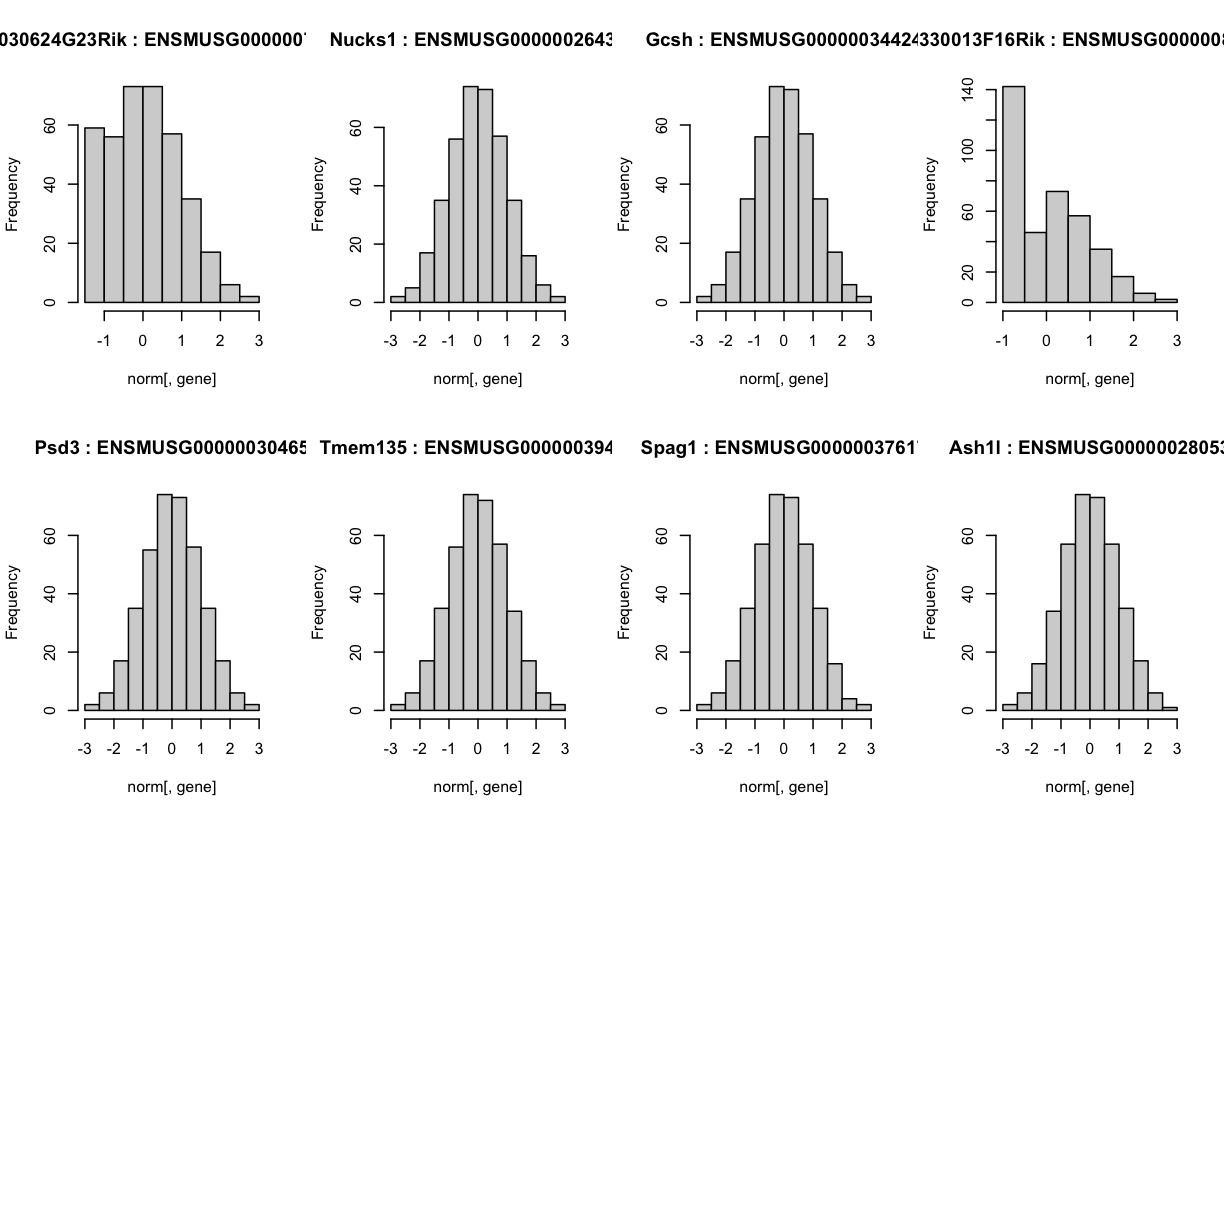 030624G23Rik : ENSMUSG000000
Nucks1 : ENSMUSG0000002643
Gcsh : ENSMUSG00000034424
330013F16Rik : ENSMUSG000000
Frequency
0 20 40 60
-1 0 1 2 3
norm[, gene]
Frequency
0 20 40 60
-3 -2 -1 0 1 2 3
norm[, gene]
Frequency
0 20 40 60
-3 -2 -1 0 1 2 3
norm[, gene]
Frequency
0 20 60 100 140
-1 0 1 2 3
norm[, gene]
Psd3 : ENSMUSG00000030465
Tmem135 : ENSMUSG000000394
Spag1 : ENSMUSG0000003761
Ash1l : ENSMUSG00000028053
Frequency
0 20 40 60
-3 -2 -1 0 1 2 3
norm[, gene]
Frequency
0 20 40 60
-3 -2 -1 0 1 2 3
norm[, gene]
Frequency
0 20 40 60
-3 -2 -1 0 1 2 3
norm[, gene]
Frequency
0 20 40 60
-3 -2 -1 0 1 2 3
norm[, gene]